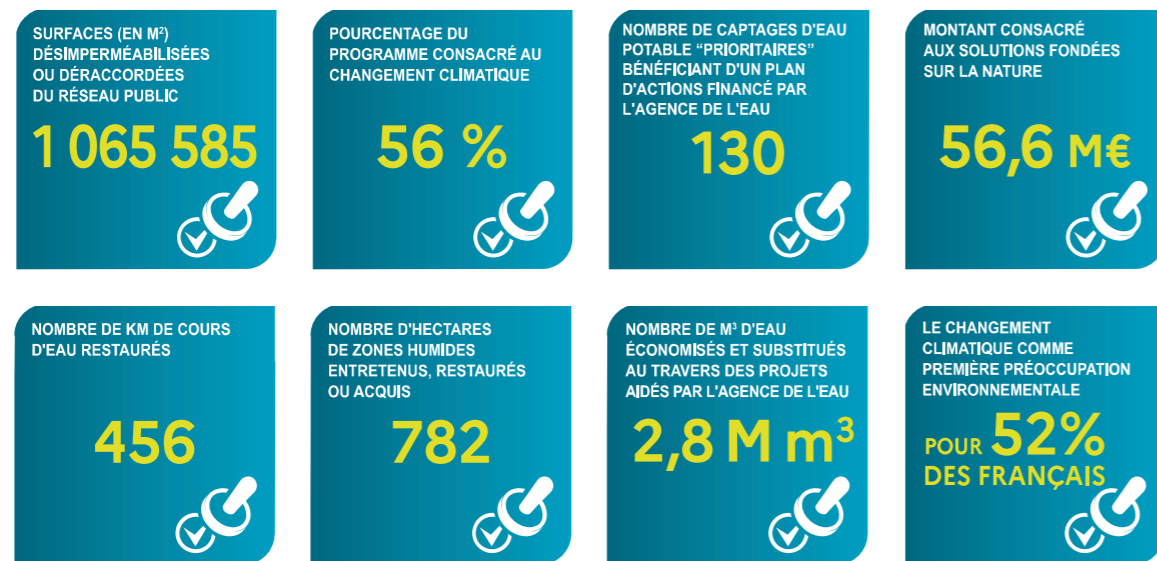 SURFACES (EN M²)
DÉSIMPERMÉABILISÉES
OU DÉRACCORDÉES
DU RÉSEAU PUBLIC
1 065 585
POURCENTAGE DU
PROGRAMME CONSACRÉ AU
CHANGEMENT CLIMATIQUE
56 %
NOMBRE DE CAPTAGES D'EAU
POTABLE “PRIORITAIRES”
BÉNÉFICIANT D'UN PLAN
D'ACTIONS FINANCÉ PAR
L'AGENCE DE L'EAU
130
MONTANT CONSACRÉ
AUX SOLUTIONS FONDÉES
SUR LA NATURE
56,6 M€
NOMBRE DE KM DE COURS
D'EAU RESTAURÉS
456
NOMBRE D'HECTARES
DE ZONES HUMIDES
ENTRETENUS, RESTAURÉS
OU ACQUIS
782
NOMBRE DE M³ D'EAU
ÉCONOMISÉS ET SUBSTITUÉS
AU TRAVERS DES PROJETS
AIDÉS PAR L'AGENCE DE L'EAU
2,8 M m³
LE CHANGEMENT
CLIMATIQUE COMME
PREMIÈRE PRÉOCCUPATION
ENVIRONNEMENTALE
POUR 52%
DES FRANÇAIS